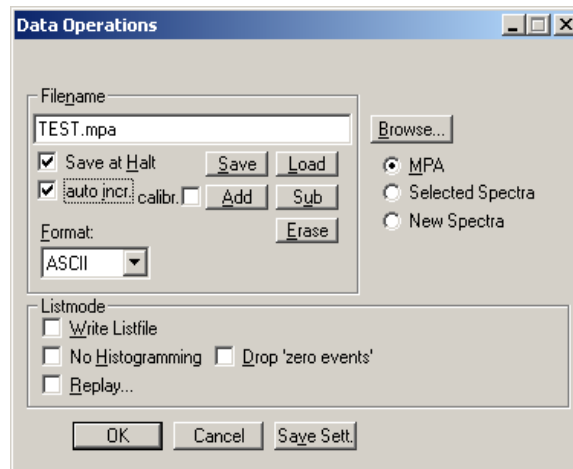 Data Operations
Filename
TEST.mpa
Browse...
Save at Halt
Save
Load
MPA
auto incr.
calibr.
Add
Sub
Selected Spectra
New Spectra
Format:
Erase
ASCII
Listmode
Write Listfile
No Histogramming
Drop 'zero events'
Replay...
OK
Cancel
Save Sett.